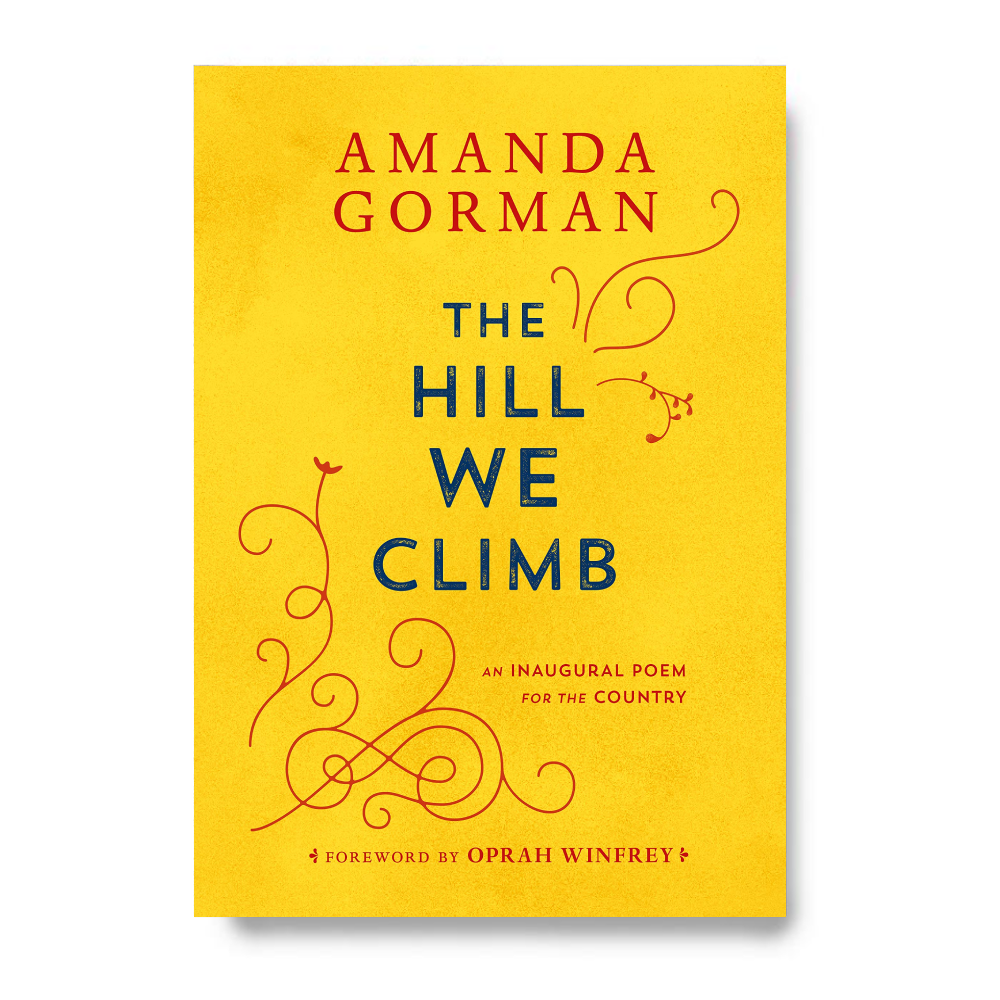 AMANDA
GORMAN
THE
HILL
WE
CLIMB
AN INAUGURAL POEM
FOR THE COUNTRY
FOREWORD BY OPRAH WINFREY